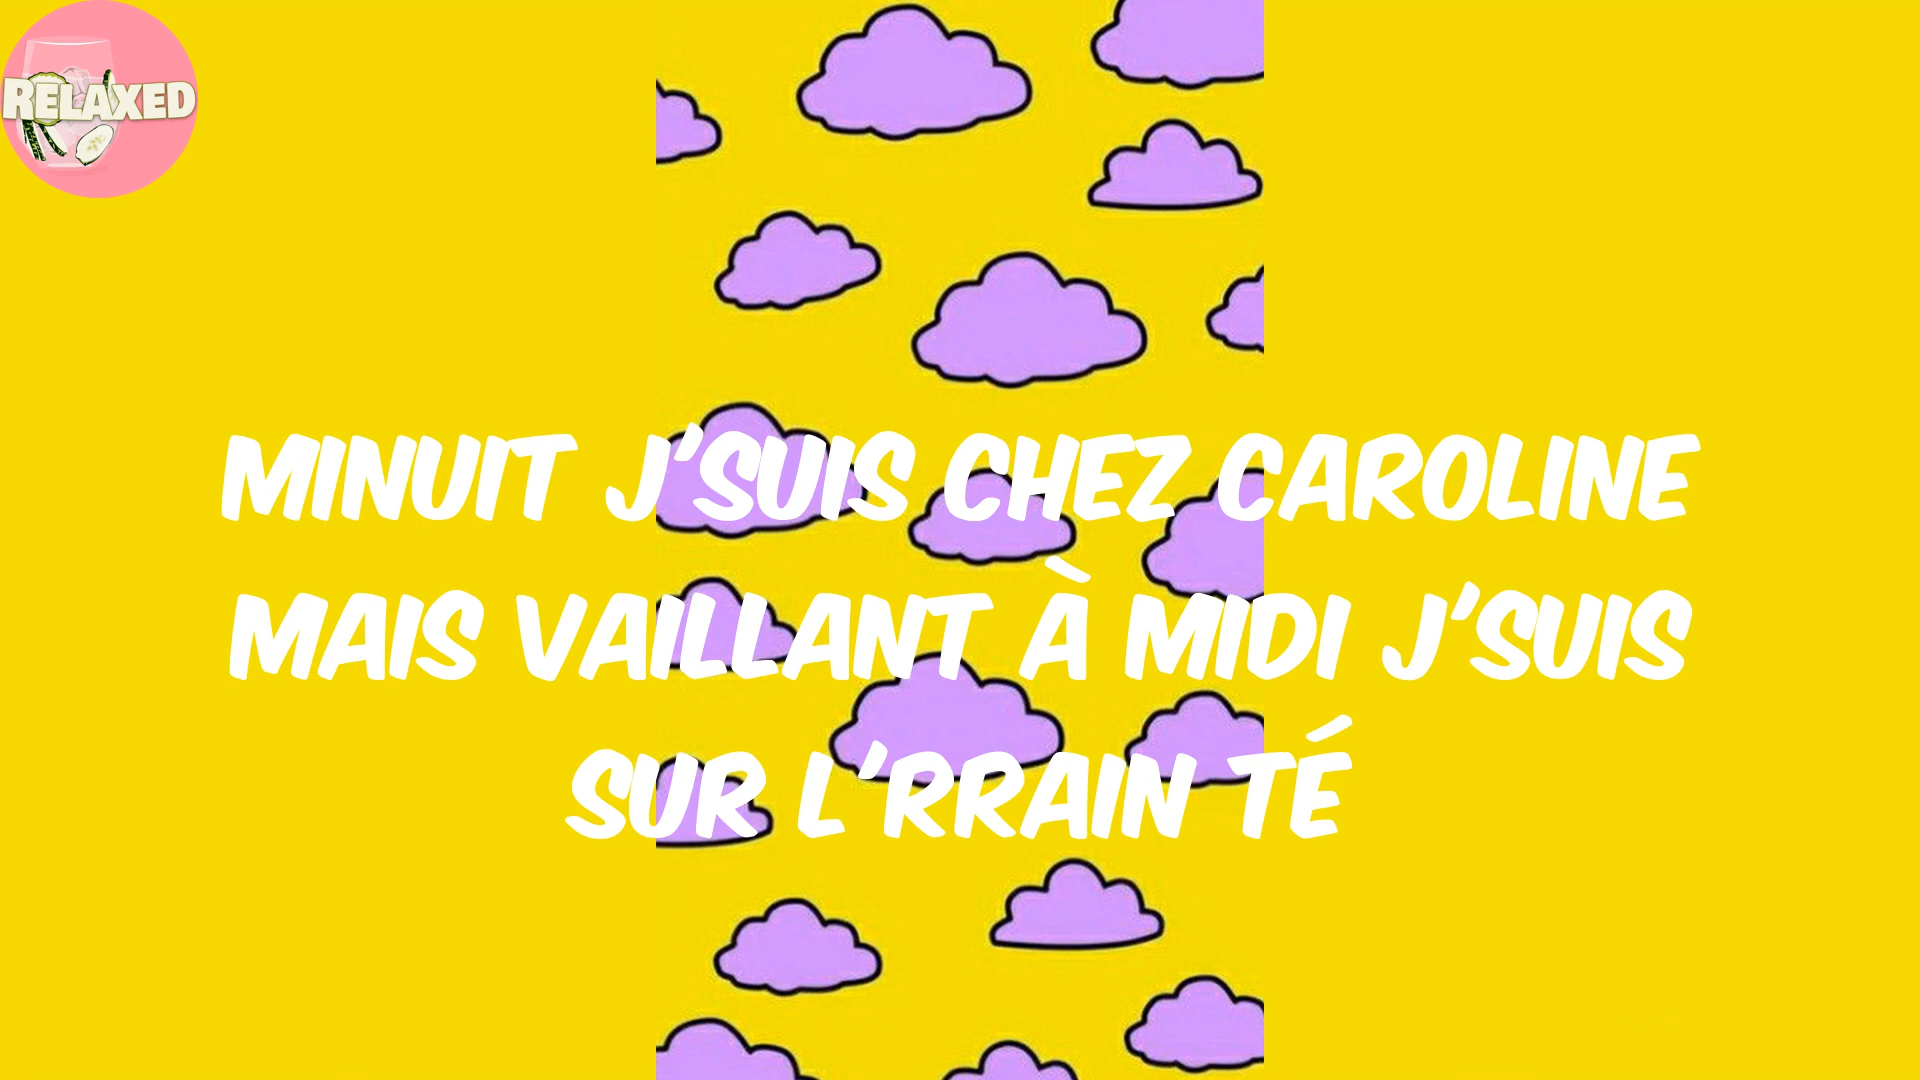 RELAXED
MINUIT J'SUIS CHEZ CAROLINE
MAIS VAILLANT À MIDI J'SUIS
SUR L'RRAIN TÉ